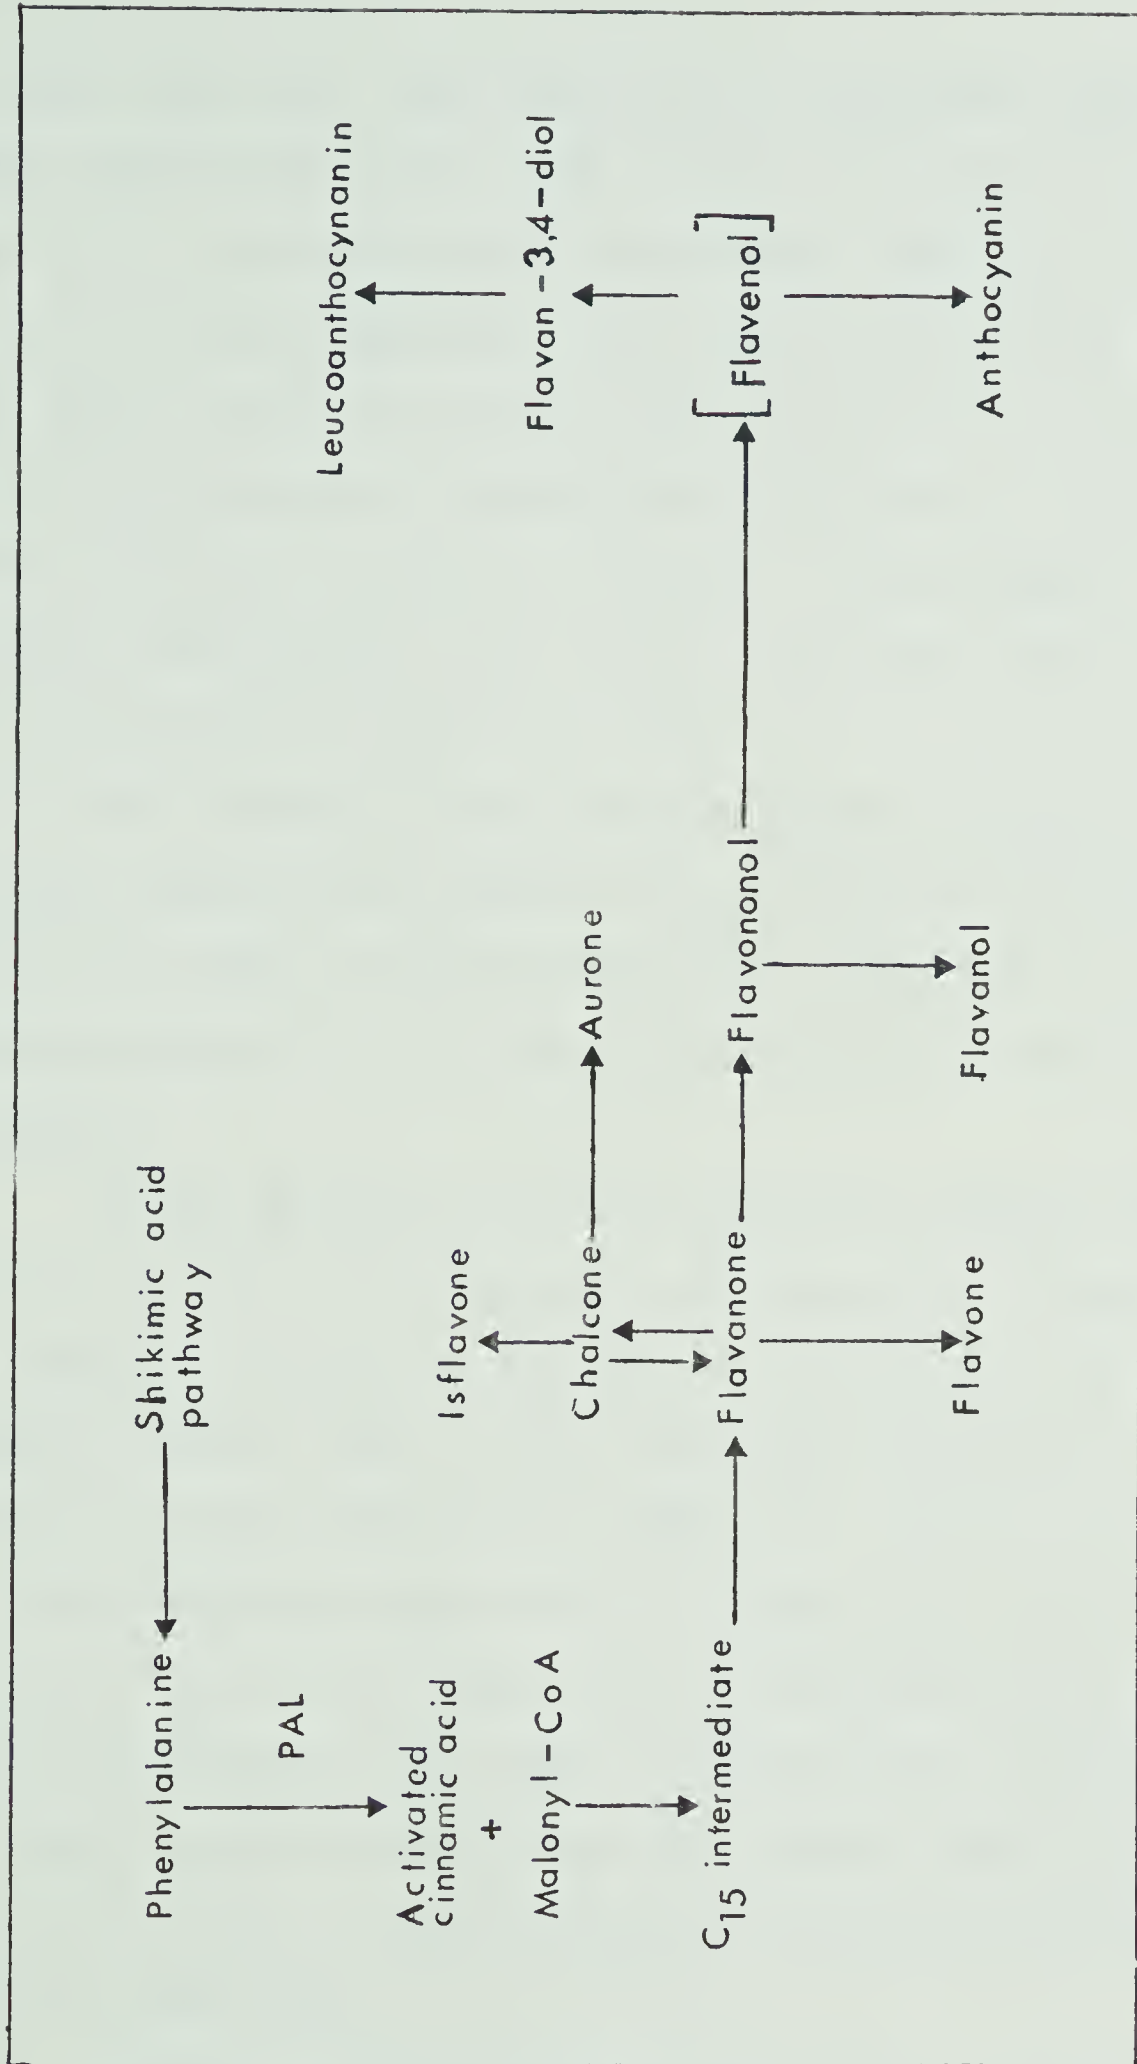 Shikimic acid
pathway
Phenylalanine
PAL
Activated
cinnamic acid
+
Malonyl-CoA
C15 intermediate
Isflavone
Chalcone
Aurone
Flavanone
Flavone
Flavonol
Flavanol
Leucoanthocynanin
Flavan-3,4-diol
[Flavenol]
Anthocyanin